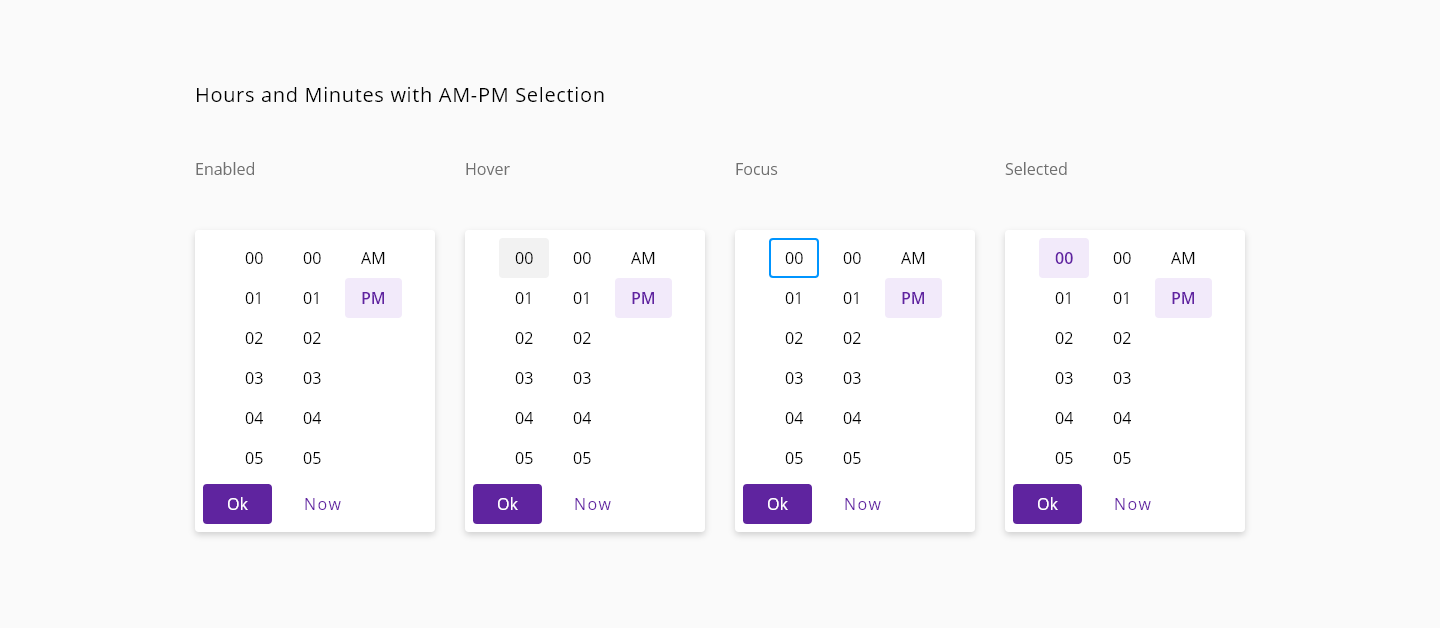 Hours and Minutes with AM-PM Selection
Enabled Hover Focus Selected
00 00 AM 00 00 AM 00 00 AM 00 00 AM
01 01 PM 01 01 PM 01 01 PM 01 01 PM
02 02 02 02 02 02 02 02
03 03 03 03 03 03 03 03
04 04 04 04 04 04 04 04
05 05 05 05 05 05 05 05
Ok Now Ok Now Ok Now Ok Now